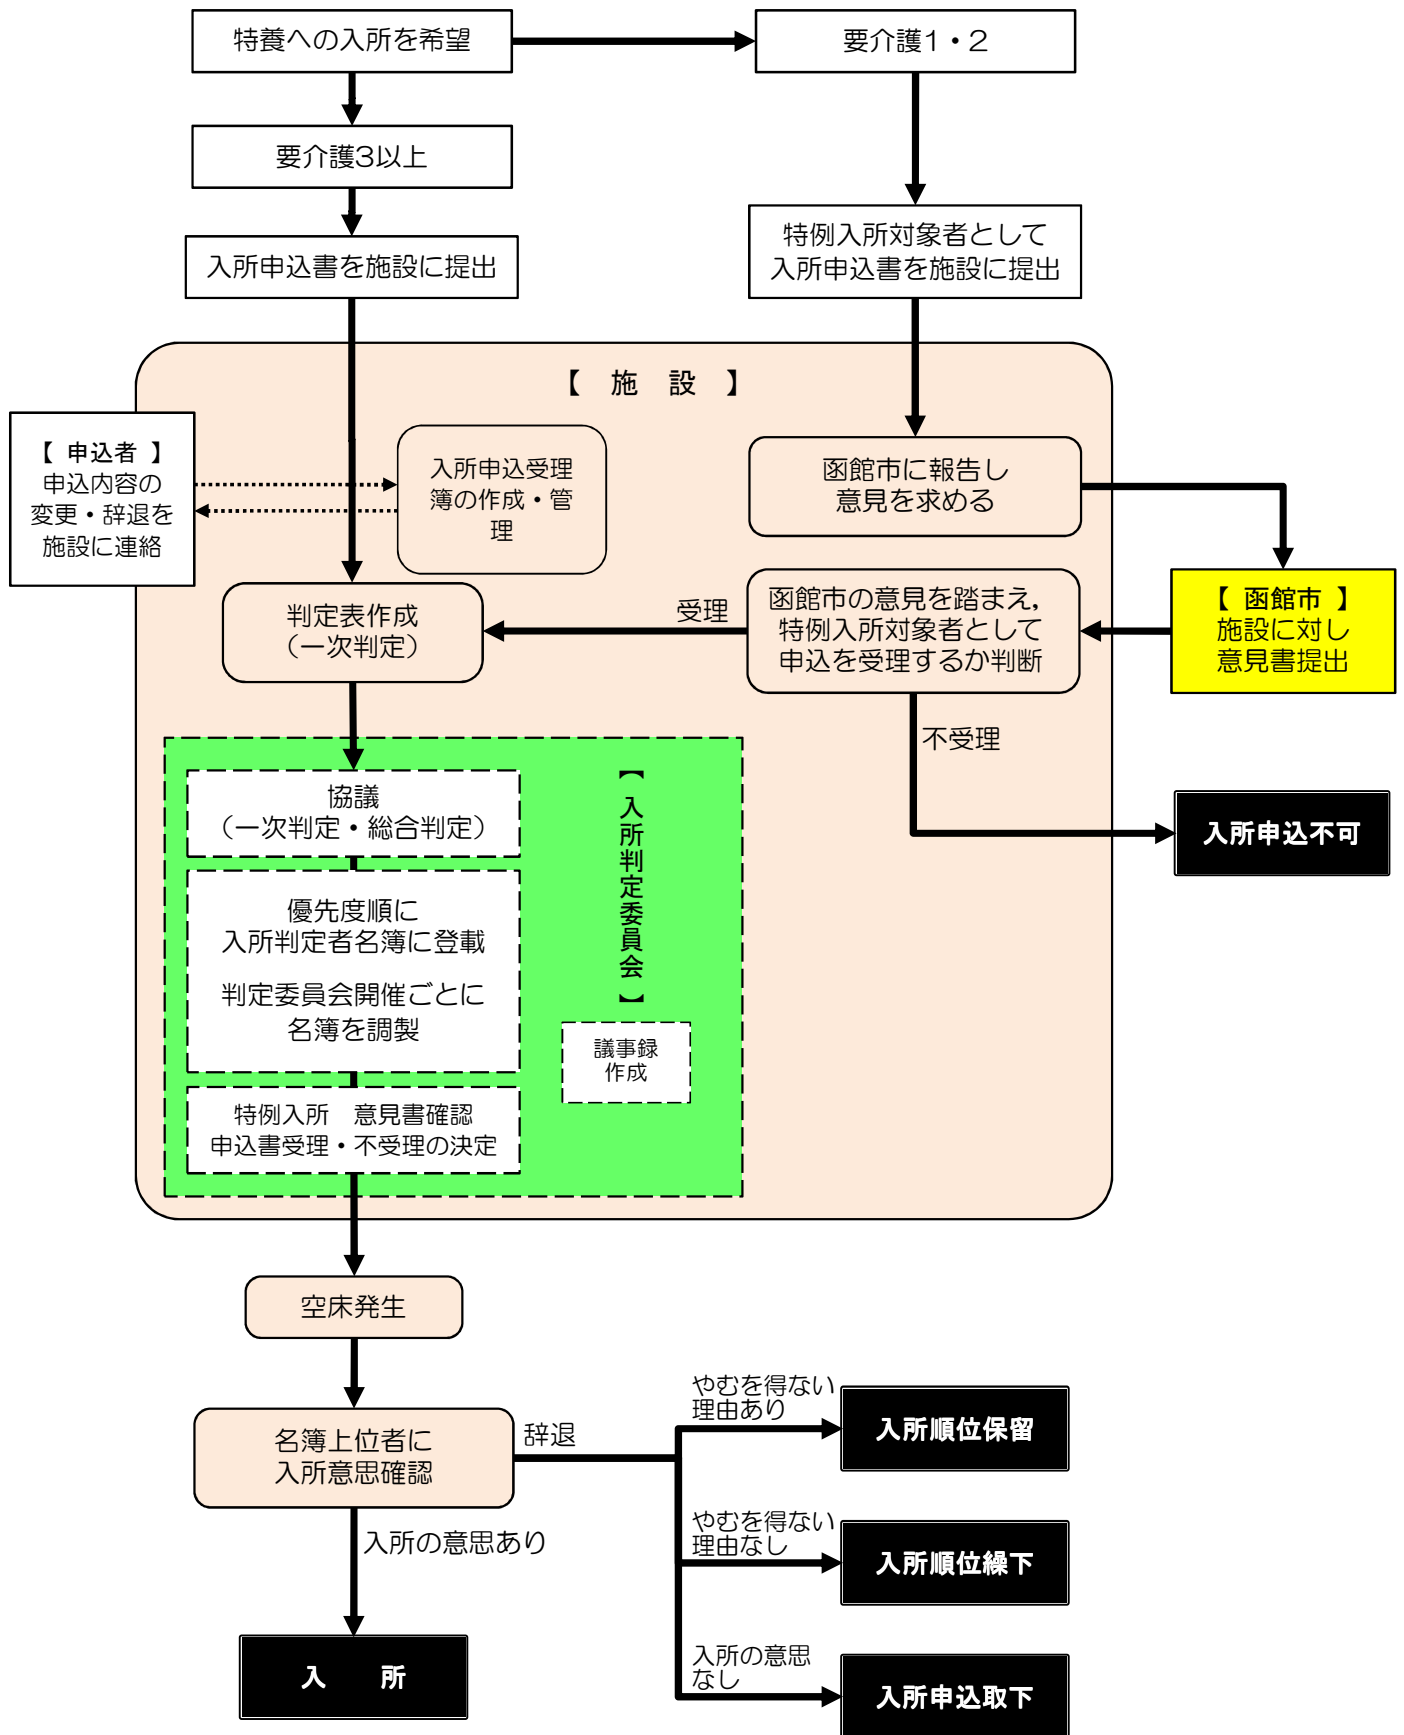 特養への入所を希望
要介護1・2
要介護3以上
入所申込書を施設に提出
特例入所対象者として
入所申込書を施設に提出
【　施　設　】
【 申込者 】
申込内容の
変更・辞退を
施設に連絡
入所申込受理
簿の作成・管
理
函館市に報告し
意見を求める
判定表作成
（一次判定）
受理
函館市の意見を踏まえ，
特例入所対象者として
申込を受理するか判断
【 函館市 】
施設に対し
意見書提出
不受理
入所申込不可
協議
（一次判定・総合判定）
【入所判定委員会】
優先度順に
入所判定者名簿に登載
判定委員会開催ごとに
名簿を調製
議事録
作成
特例入所　意見書確認
申込書受理・不受理の決定
空床発生
名簿上位者に
入所意思確認
辞退
やむを得ない
理由あり
入所順位保留
やむを得ない
理由なし
入所順位繰下
入所の意思あり
入所の意思
なし
入所申込取下
入　　所